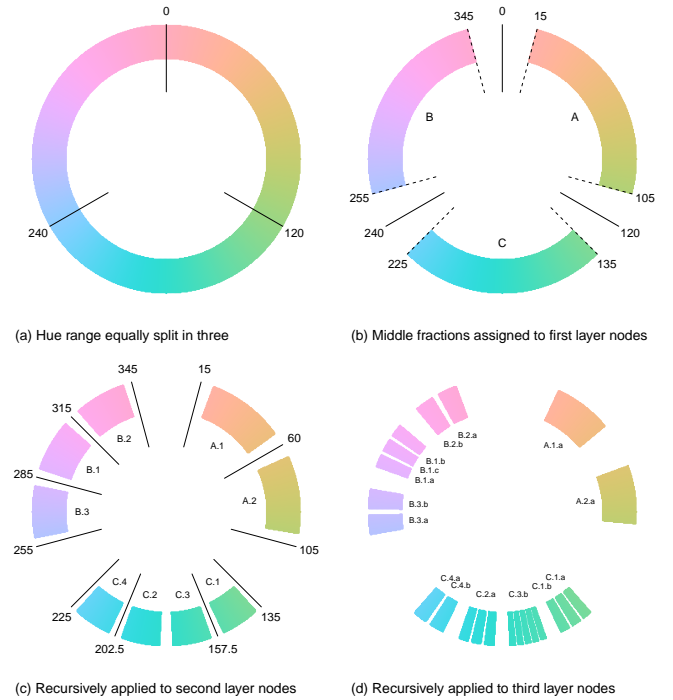 0
240
120
(a) Hue range equally split in three
0
345
15
B
A
255
105
240
120
C
225
135
(b) Middle fractions assigned to first layer nodes
345
15
315
B.2
A.1
60
B.1
285
A.2
B.3
255
105
C.4
C.2
C.3
C.1
225
135
202.5
157.5
(c) Recursively applied to second layer nodes
B.2.a
A.1.a
B.2.b
B.1.b
B.1.c
B.1.a
B.3.b
A.2.a
B.3.a
C.4.a
C.4.b
C.2.a
C.3.b
C.1.b
C.1.a
(d) Recursively applied to third layer nodes